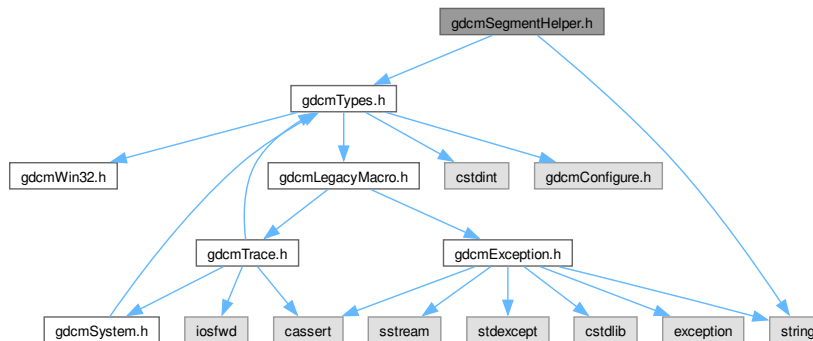 gdcmSegmentHelper.h
gdcmTypes.h
gdcmWin32.h
gdcmLegacyMacro.h
cstdint
gdcmConfigure.h
gdcmTrace.h
gdcmException.h
gdcmSystem.h
iosfwd
cassert
sstream
stdexcept
cstdlib
exception
string